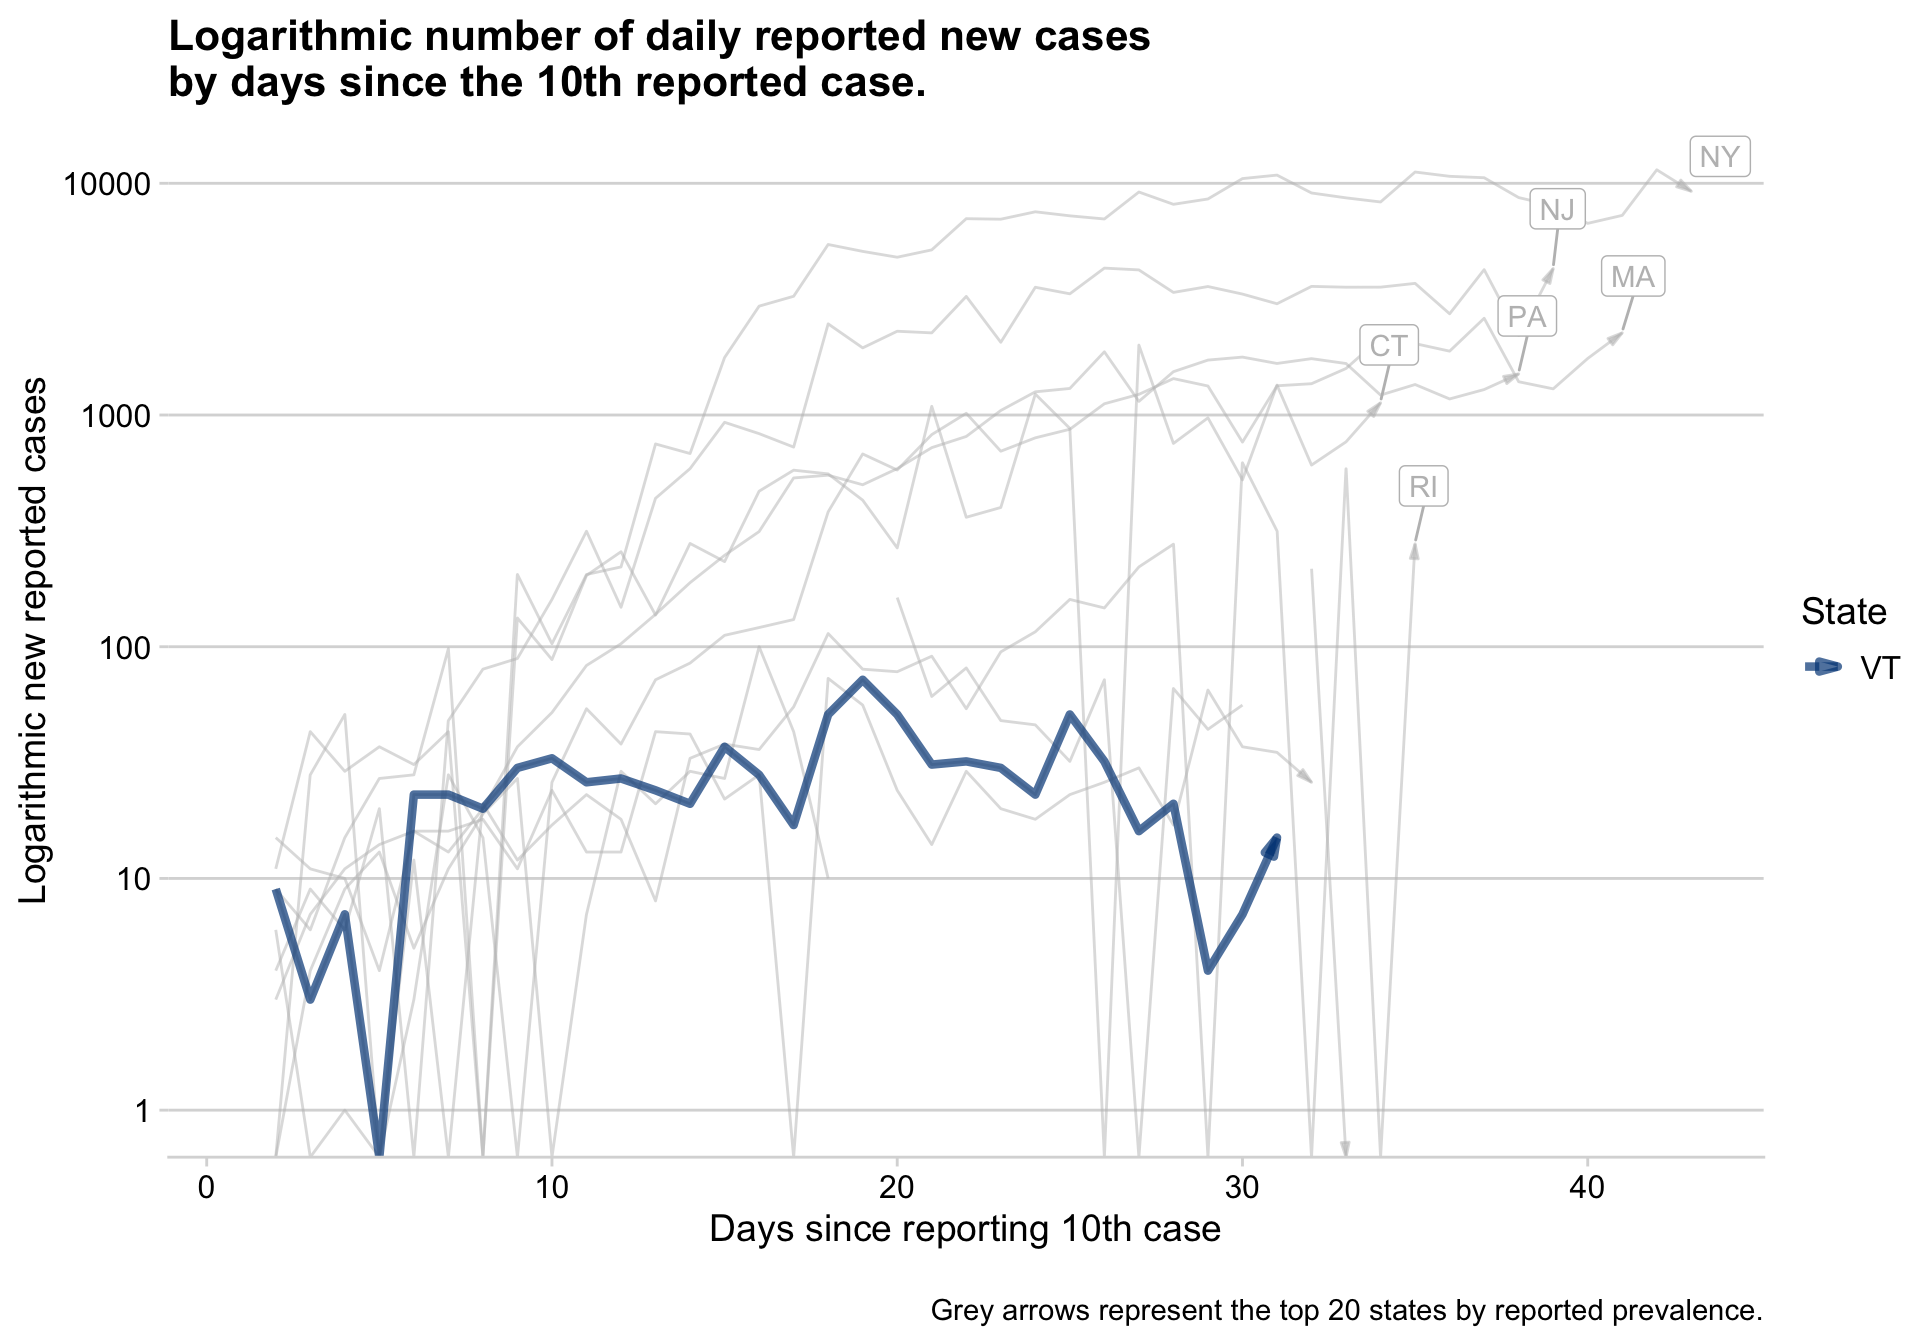 Logarithmic number of daily reported new cases
by days since the 10th reported case.
NY
10000
NJ
MA
PA
CT
1000
RI
Logarithmic new reported cases
State
100
VT
10
1
0 10 20 30 40
Days since reporting 10th case
Grey arrows represent the top 20 states by reported prevalence.